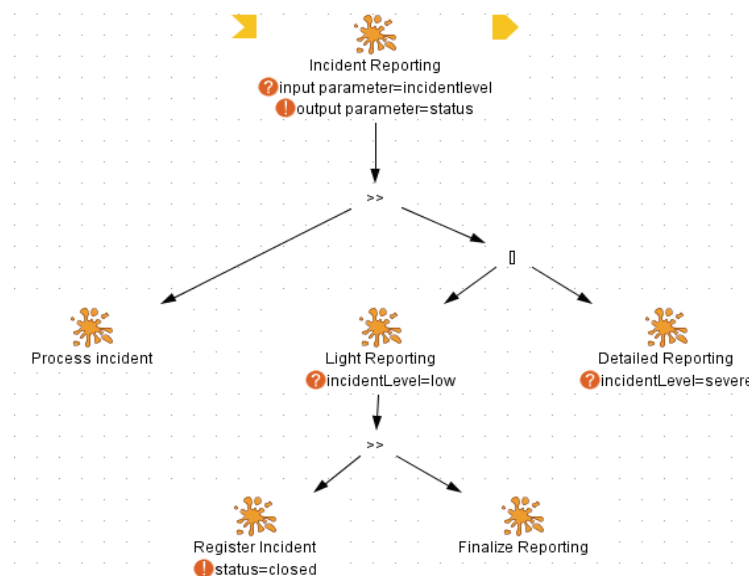 Incident Reporting
? input parameter=incidentlevel
! output parameter=status
>>
[]
Process incident
Light Reporting
? incidentLevel=low
Detailed Reporting
? incidentLevel=severe
>>
Register Incident
! status=closed
Finalize Reporting